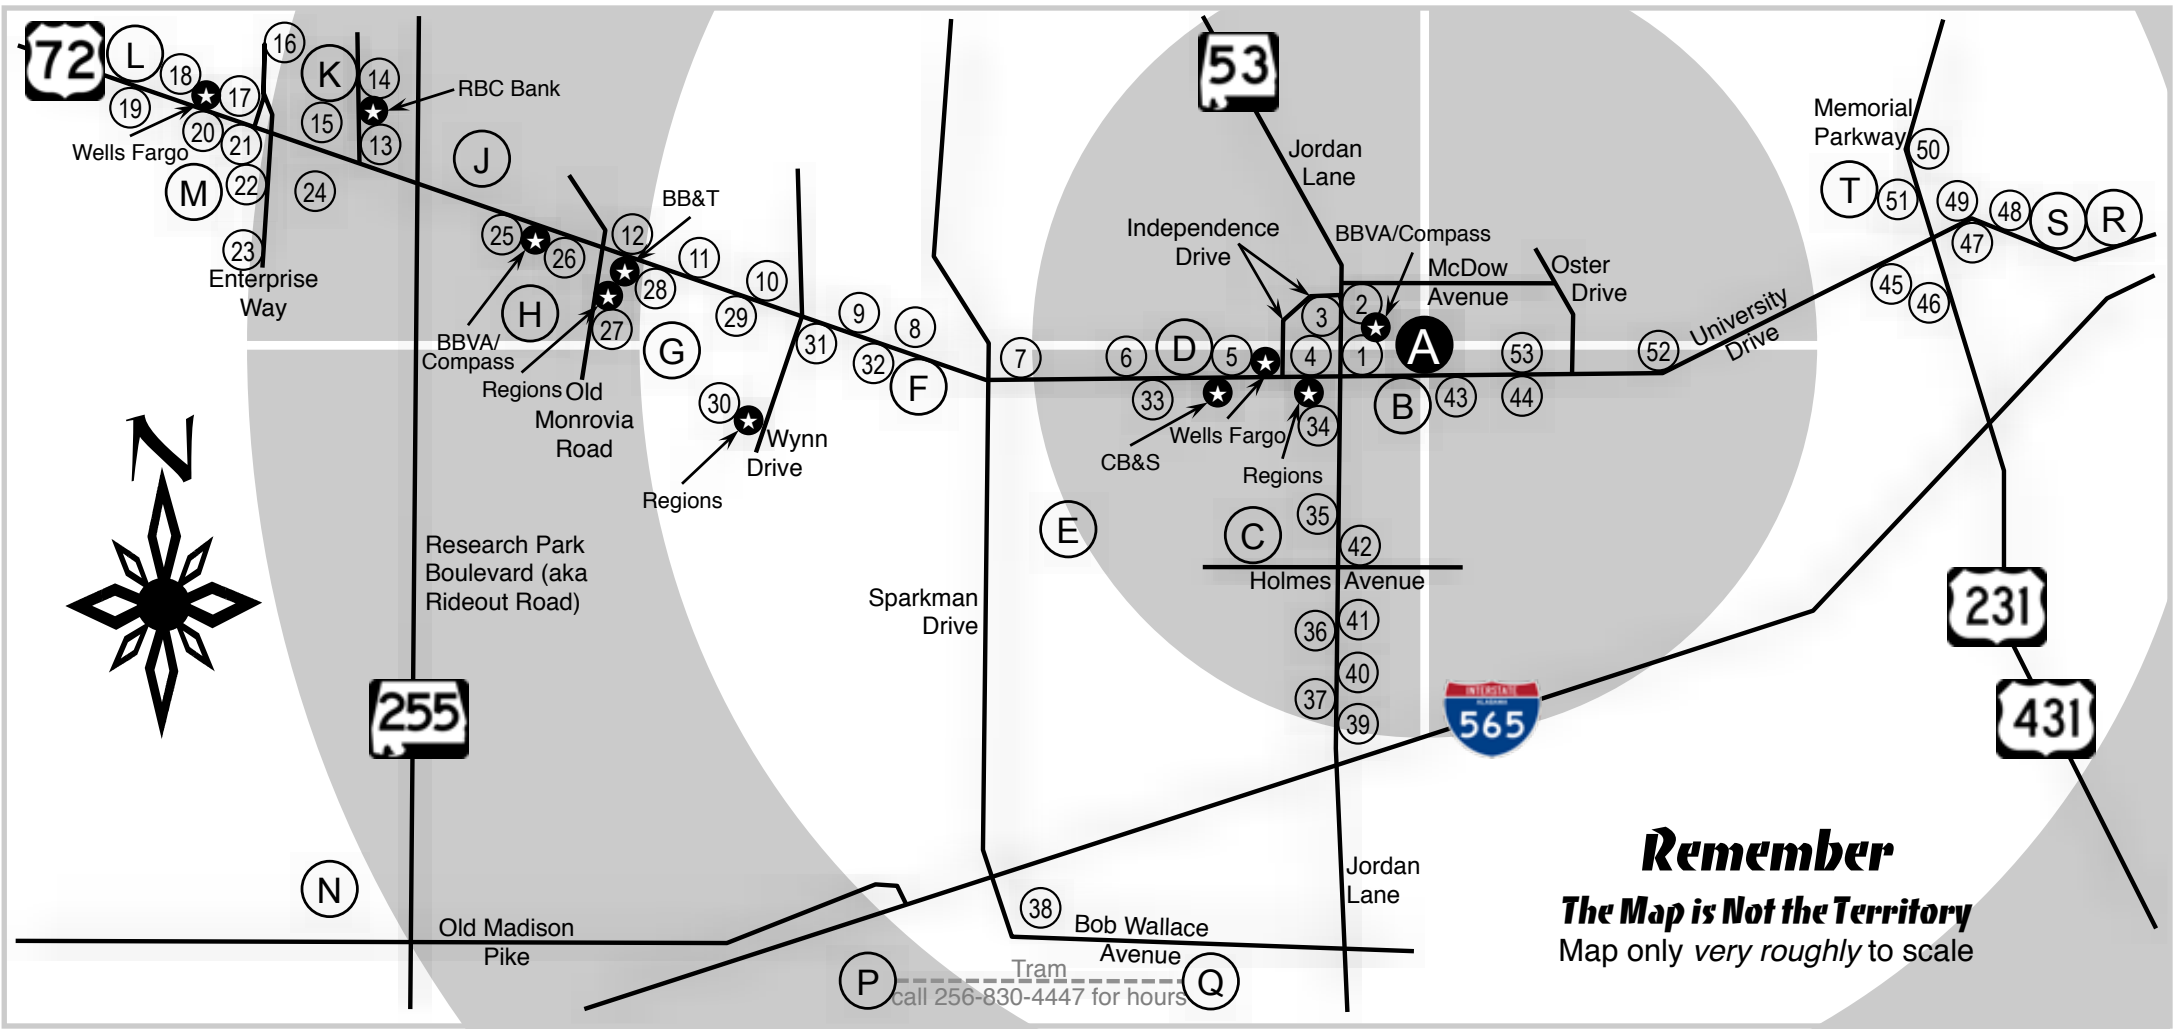 72
L
16
K
14
RBC Bank
18
17
19
15
20
21
13
Wells Fargo
M
22
24
23
Enterprise
Way
J
25
26
12
BB&T
11
28
27
H
BBVA/
Compass
Regions
Old
Monrovia
Road
G
29
10
9
8
31
32
F
30
Wynn
Drive
Regions
53
Jordan
Lane
Independence
Drive
BBVA/Compass
McDow
Avenue
Oster
Drive
2
3
7
6
D
5
4
1
A
53
52
33
B
43
44
34
Wells Fargo
CB&S
Regions
University
Drive
Memorial
Parkway
50
T
51
49
48
S
R
47
45
46
N
Research Park
Boulevard (aka
Rideout Road)
255
Sparkman
Drive
E
C
35
42
Holmes Avenue
36
41
40
37
39
INTERSTATE
ALABAMA
565
231
431
N
Old Madison
Pike
38
Bob Wallace
Avenue
Jordan
Lane
P
Tram
call 256-830-4447 for hours
Q
Remember
The Map is Not the Territory
Map only very roughly to scale